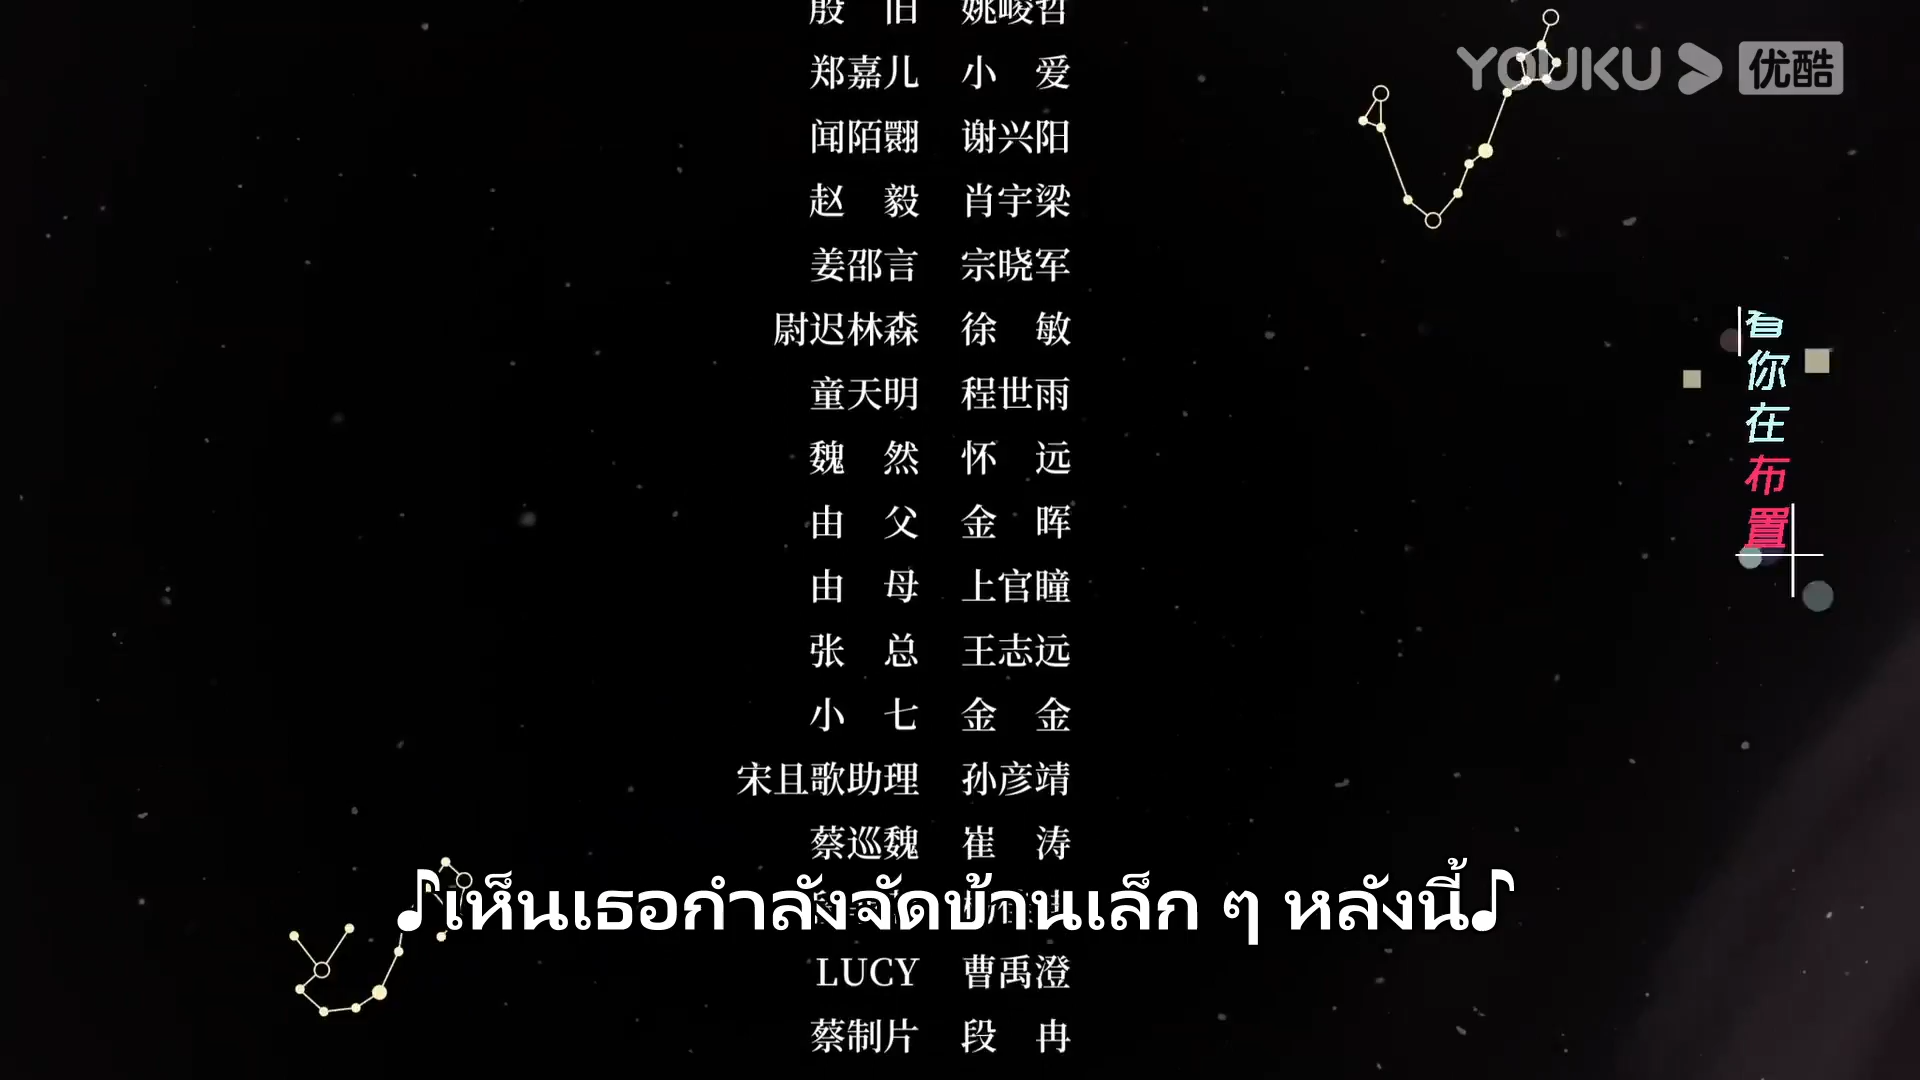 殷 旧 姚峻哲
郑嘉儿 小 爱
闻陌翾 谢兴阳
赵 毅 肖宇梁
姜邵言 宗晓军
尉迟林森 徐 敏
童天明 程世雨
魏 然 怀 远
由 父 金 晖
由 母 上官瞳
张 总 王志远
小 七 金 金
宋且歌助理 孙彦靖
蔡巡魏 崔 涛
LUCY 曹禹澄
蔡制片 段 冉
YOUKU 优酷
看你在布置
♪เห็นเธอกำลังจัดบ้านเล็ก ๆ หลังนี้♪